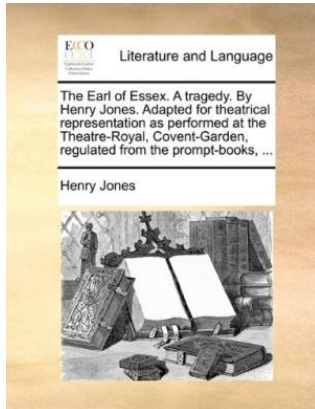 ECCO
Literature and Language
The Earl of Essex. A tragedy. By
Henry Jones. Adapted for theatrical
representation as performed at the
Theatre-Royal, Covent-Garden,
regulated from the prompt-books, ...
Henry Jones